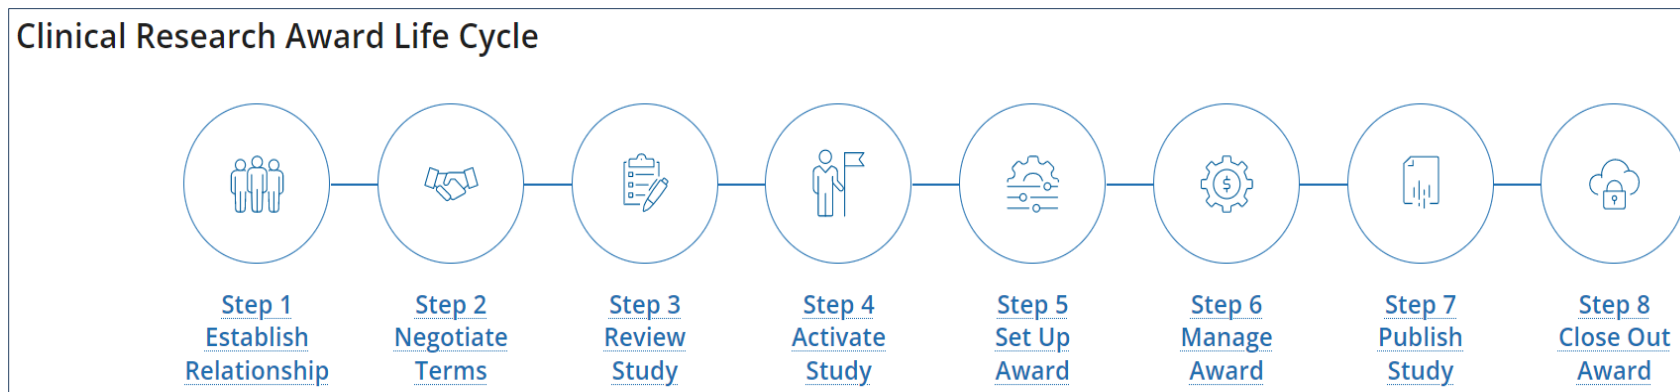 Clinical Research Award Life Cycle
$
Step 1
Establish
Relationship
Step 2
Negotiate
Terms
Step 3
Review
Study
Step 4
Activate
Study
Step 5
Set Up
Award
Step 6
Manage
Award
Step 7
Publish
Study
Step 8
Close Out
Award